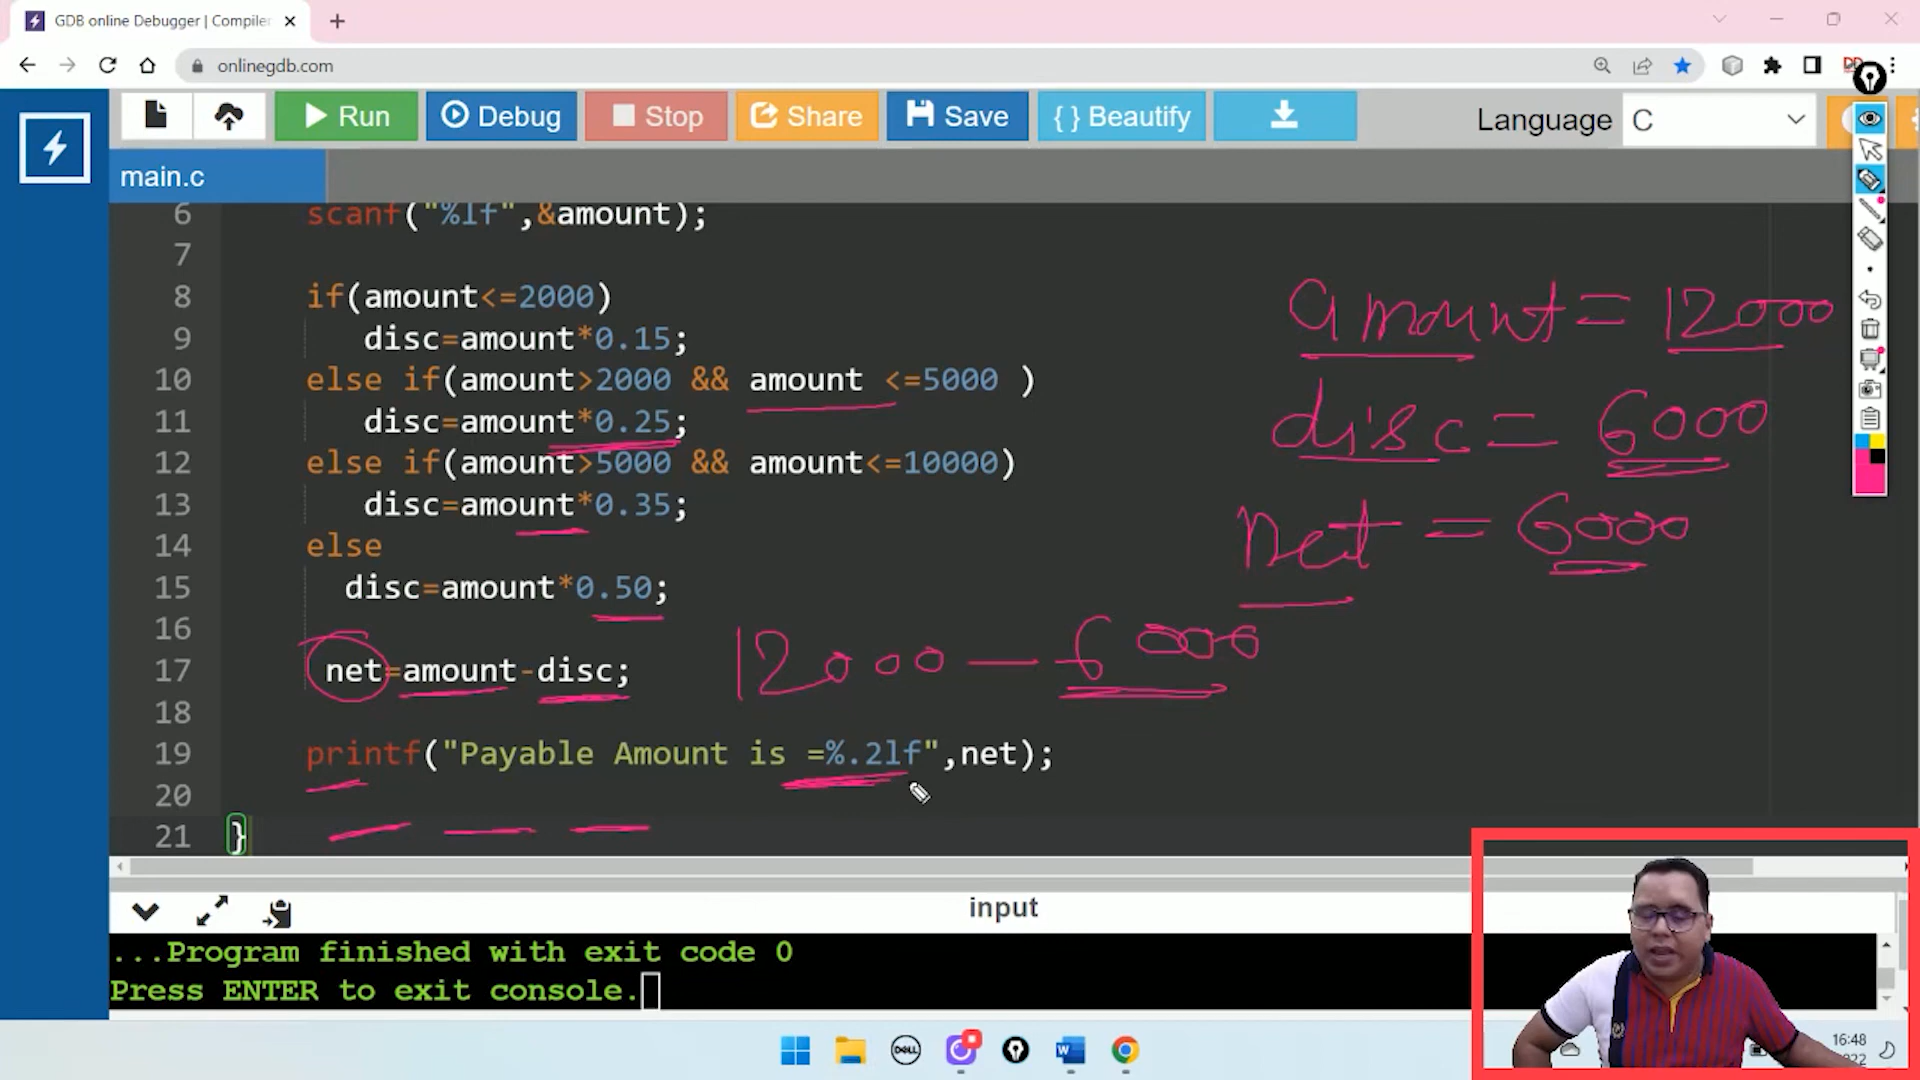 GDB online Debugger | Compiler
onlinegdb.com
Run Debug Stop Share Save { } Beautify Language C
main.c
6 scanf("%lf",&amount);
7
8 if(amount<=2000)
9 disc=amount*0.15;
10 else if(amount>2000 && amount <=5000 )
11 disc=amount*0.25;
12 else if(amount>5000 && amount<=10000)
13 disc=amount*0.35;
14 else
15 disc=amount*0.50;
16
17 net=amount-disc;
18
19 printf("Payable Amount is =%.2lf",net);
20
21 }
amount = 12000
disc = 6000
net = 6000
12000 — 6000
input
...Program finished with exit code 0
Press ENTER to exit console.
DELL
W
16:48